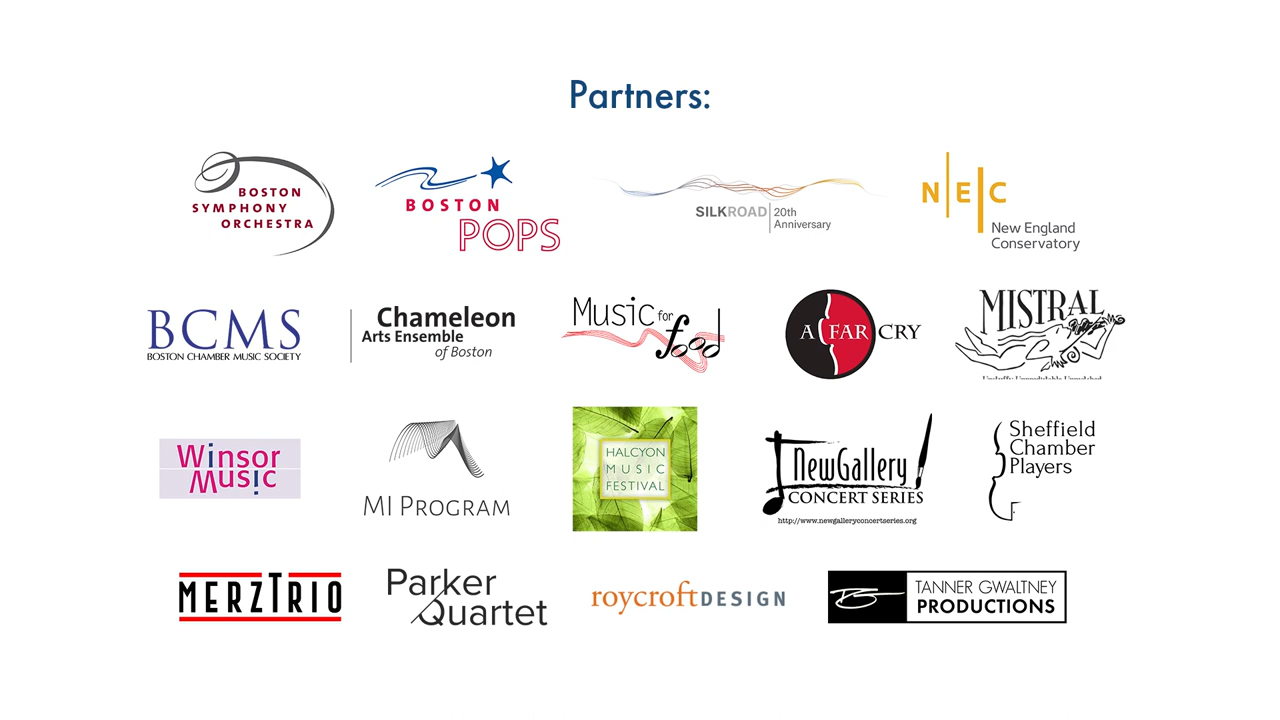 Partners:
BOSTON
SYMPHONY
ORCHESTRA
BOSTON
POPS
SILKROAD 20th
Anniversary
NEC
New England
Conservatory
BCMS
BOSTON CHAMBER MUSIC SOCIETY
Chameleon
Arts Ensemble
of Boston
Music for
food
A FAR CRY
MISTRAL
Winsor
Music
MI PROGRAM
HALCYON
MUSIC
FESTIVAL
NewGallery
CONCERT SERIES
http://www.newgalleryconcertseries.org
Sheffield
Chamber
Players
MERZTRIO
Parker
Quartet
roycroftDESIGN
TANNER GWALTNEY
PRODUCTIONS